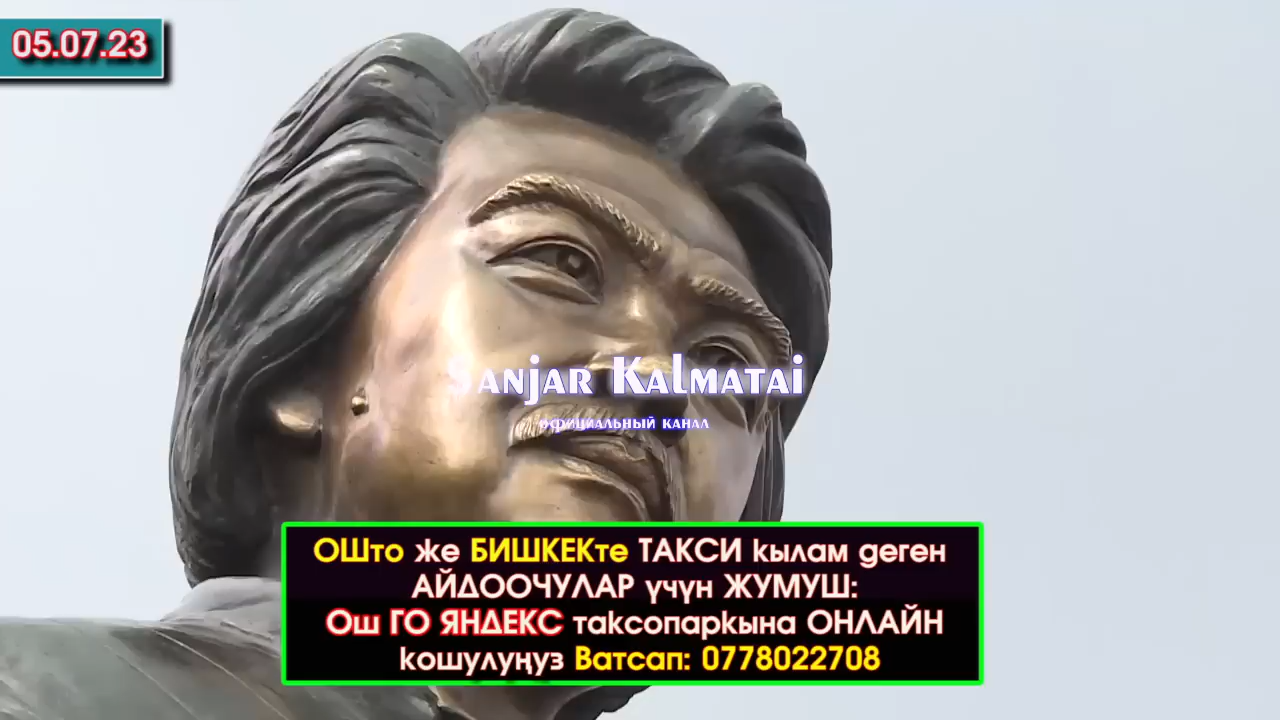 05.07.23
Sanjar Kalmatai
официальный канал
ОШто же БИШКЕКте ТАКСИ кылам деген
АЙДООЧУЛАР үчүн ЖУМУШ:
Ош ГО ЯНДЕКС таксопаркына ОНЛАЙН
кошулуңуз Ватсап: 0778022708